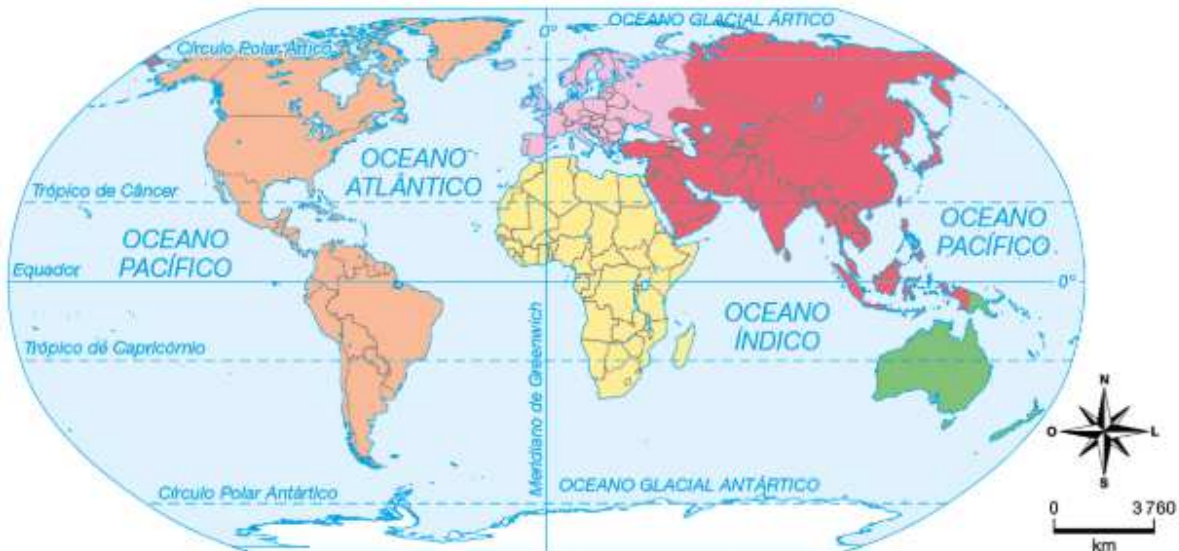 OCEANO GLACIAL ÁRTICO
0°
Círculo Polar Ártico
OCEANO
ATLÂNTICO
Trópico de Câncer
OCEANO
PACÍFICO
OCEANO
PACÍFICO
Equador
0°
OCEANO
ÍNDICO
Trópico de Capricórnio
Meridiano de Greenwich
Círculo Polar Antártico
OCEANO GLACIAL ANTÁRTICO
N
O
L
S
0
3 760
km